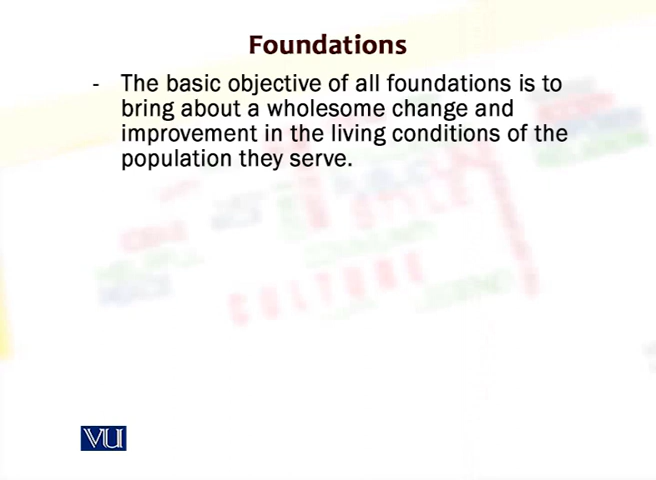 Foundations
- The basic objective of all foundations is to
bring about a wholesome change and
improvement in the living conditions of the
population they serve.
CULTURE
VU